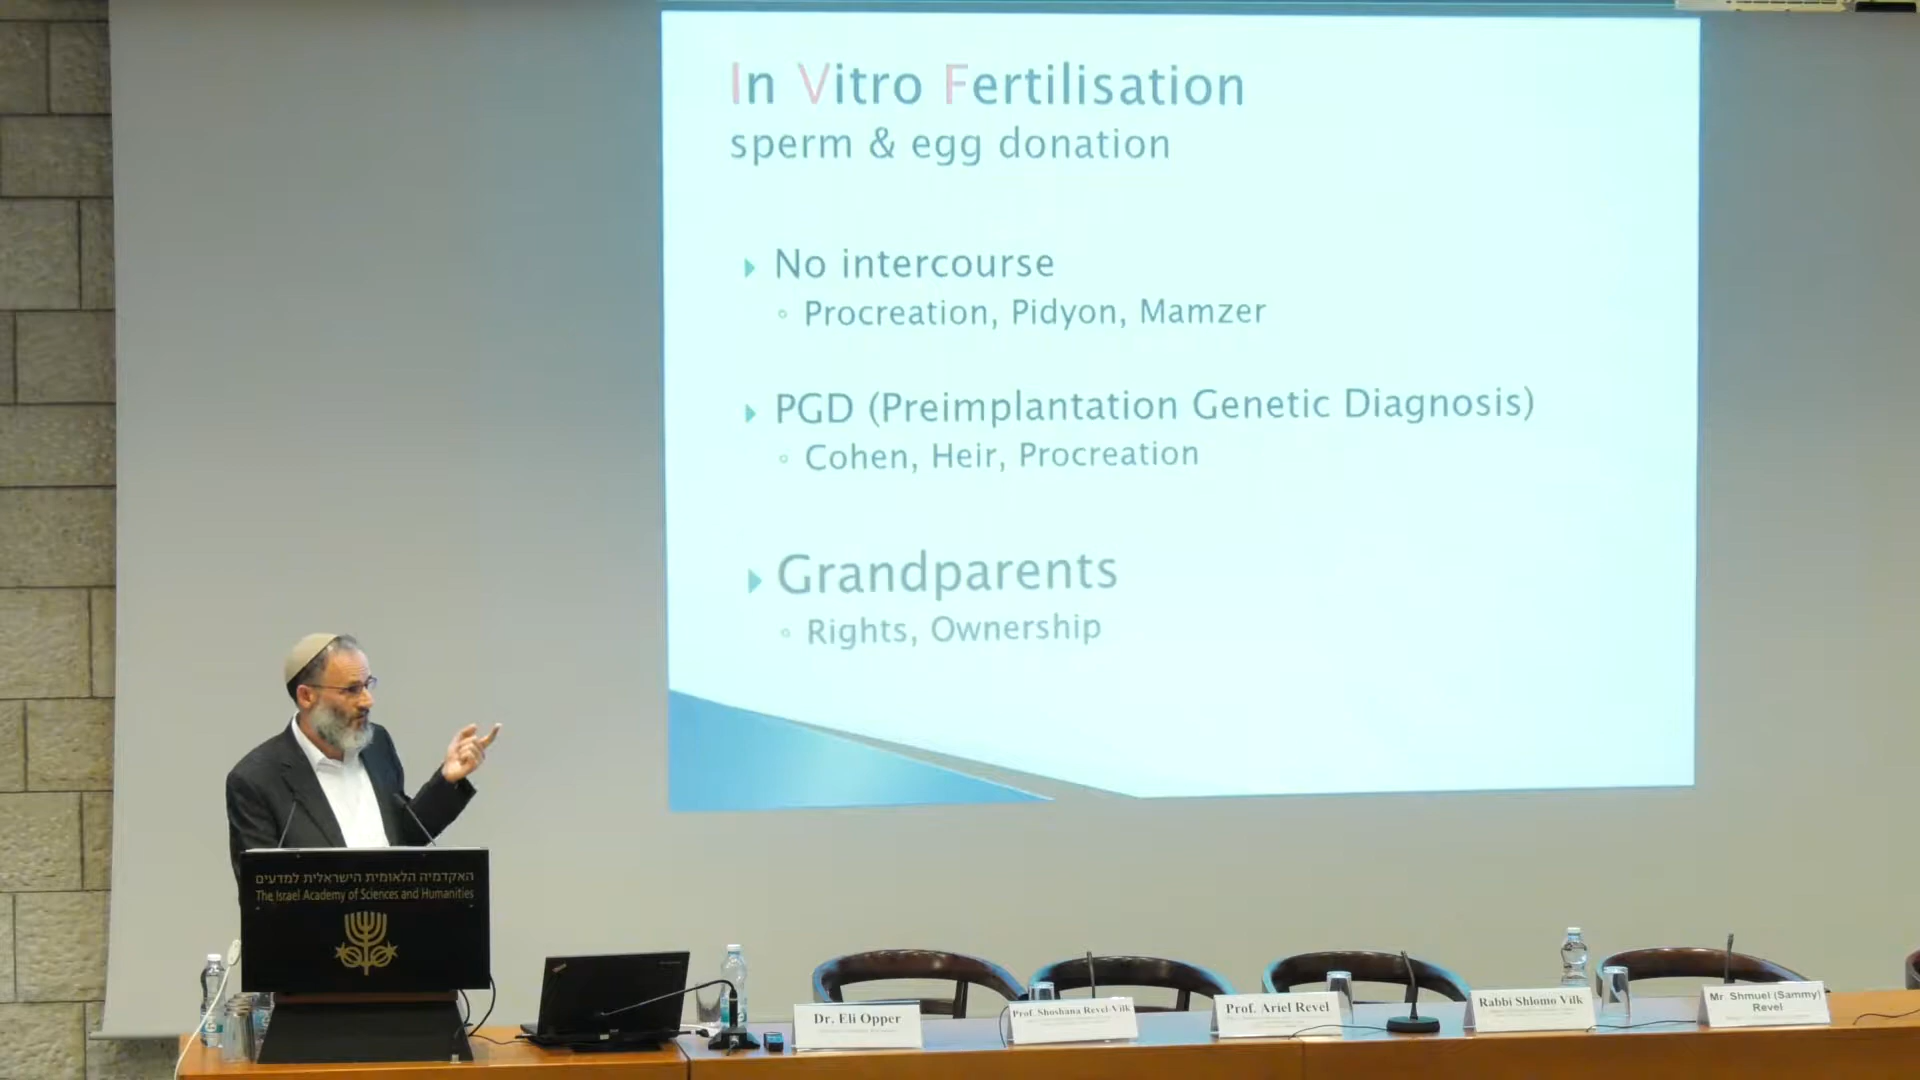 In Vitro Fertilisation
sperm & egg donation
No intercourse
Procreation, Pidyon, Mamzer
PGD (Preimplantation Genetic Diagnosis)
Cohen, Heir, Procreation
Grandparents
Rights, Ownership
האקדמיה הלאומית הישראלית למדעים
The Israel Academy of Sciences and Humanities
Dr. Eli Opper
Prof. Shoshana Revel-Vilk
Prof. Ariel Revel
Rabbi Shlomo Vilk
Mr. Shmuel (Sammy)
Revel